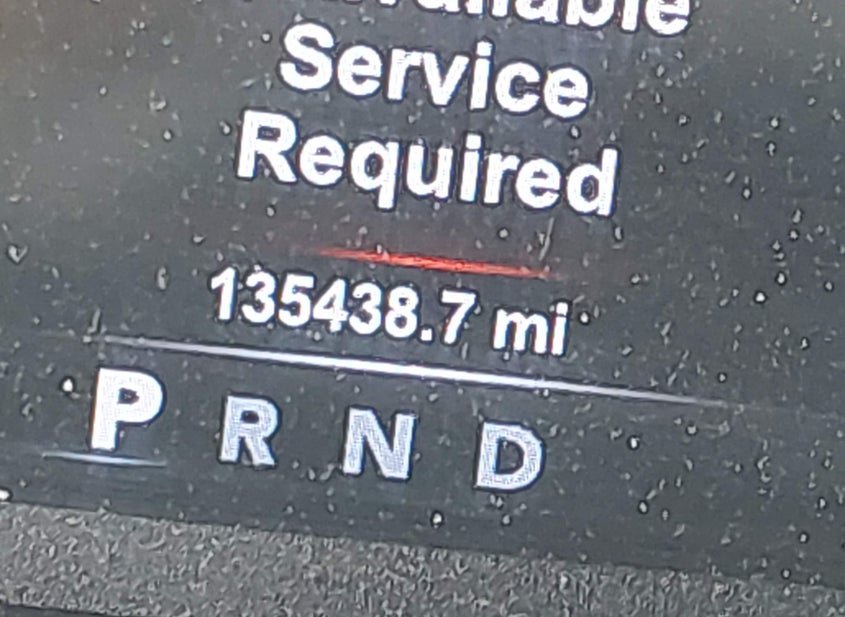 Service
Required
135438.7 mi
P R N D